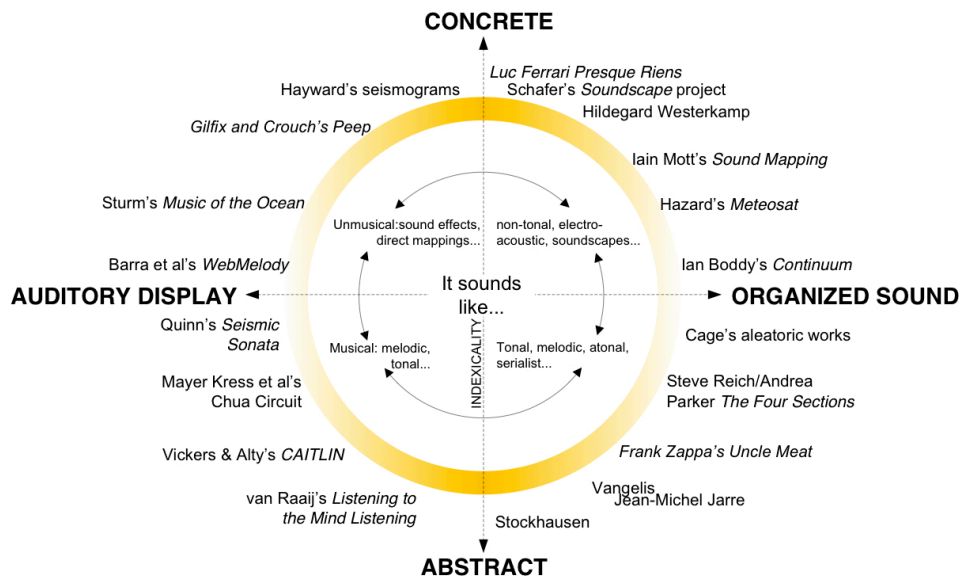 CONCRETE
Luc Ferrari Presque Riens
Hayward's seismograms
Schafer's Soundscape project
Hildegard Westerkamp
Gilfix and Crouch's Peep
Iain Mott's Sound Mapping
Sturm's Music of the Ocean
Hazard's Meteosat
Unmusical:sound effects,
direct mappings...
non-tonal, electro-
acoustic, soundscapes...
Barra et al's WebMelody
Ian Boddy's Continuum
It sounds
like...
AUDITORY DISPLAY
ORGANIZED SOUND
Quinn's Seismic
Sonata
Cage's aleatoric works
Musical: melodic,
tonal...
INDEXICALITY
Tonal, melodic, atonal,
serialist...
Mayer Kress et al's
Chua Circuit
Steve Reich/Andrea
Parker The Four Sections
Vickers & Alty's CAITLIN
Frank Zappa's Uncle Meat
van Raaij's Listening to
the Mind Listening
Vangelis
Jean-Michel Jarre
Stockhausen
ABSTRACT